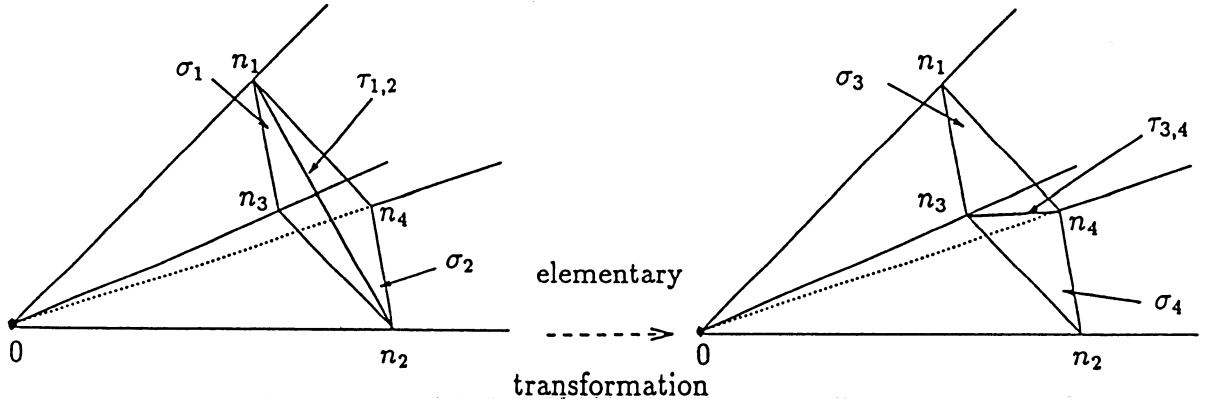 n₁
σ₁
τ₁,₂
n₃
n₄
σ₂
0
n₂
elementary
transformation
n₁
σ₃
τ₃,₄
n₃
n₄
σ₄
0
n₂